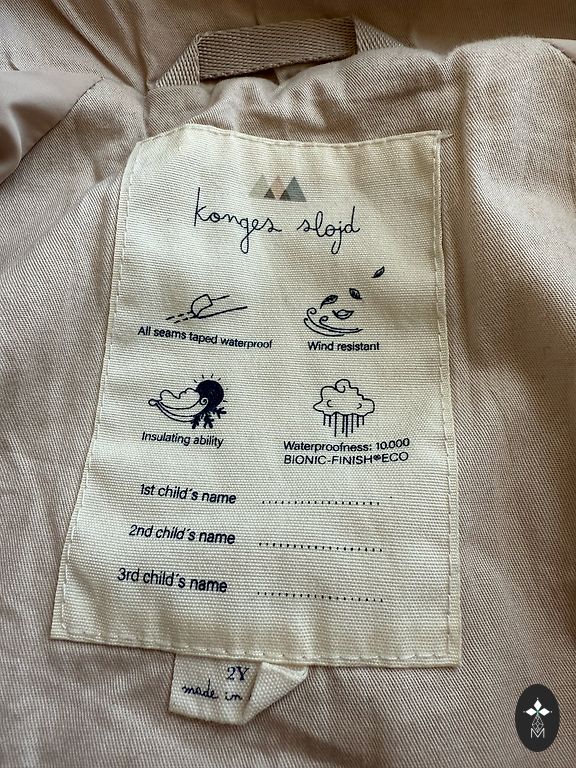 konges sløjd
All seams taped waterproof
Wind resistant
Insulating ability
Waterproofness: 10.000
BIONIC-FINISH®ECO
1st child´s name ..................
2nd child´s name ..................
3rd child´s name ..................
2Y
made in
M